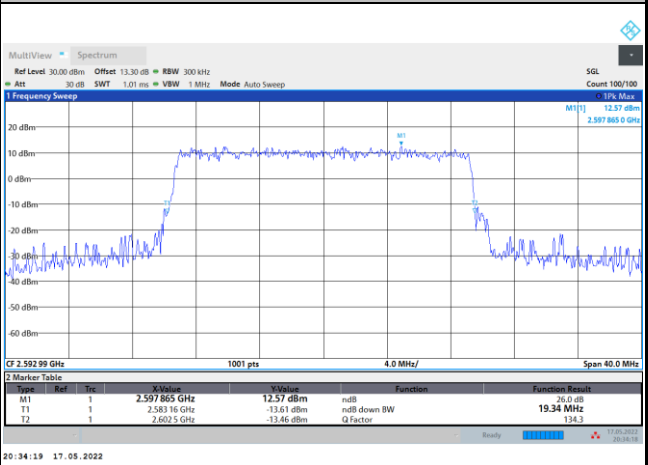 MultiView Spectrum
Ref Level 30.00 dBm Offset 13.30 dB RBW 300 kHz SGL
Att 30 dB SWT 1.01 ms VBW 1 MHz Mode Auto Sweep Count 100/100
1 Frequency Sweep 1Pk Max
M1[1] 12.57 dBm
2.597 865 0 GHz
20 dBm
M1
10 dBm
0 dBm
-10 dBm
T1 T2
-20 dBm
-30 dBm
-40 dBm
-50 dBm
-60 dBm
CF 2.592 99 GHz 1001 pts 4.0 MHz/ Span 40.0 MHz
2 Marker Table
Type Ref Trc X-Value Y-Value Function Function Result
M1 1 2.597 865 GHz 12.57 dBm ndB 26.0 dB
T1 1 2.583 16 GHz -13.61 dBm ndB down BW 19.34 MHz
T2 1 2.602 5 GHz -13.46 dBm Q Factor 134.3
Ready 17.05.2022
20:34:18
20:34:19 17.05.2022